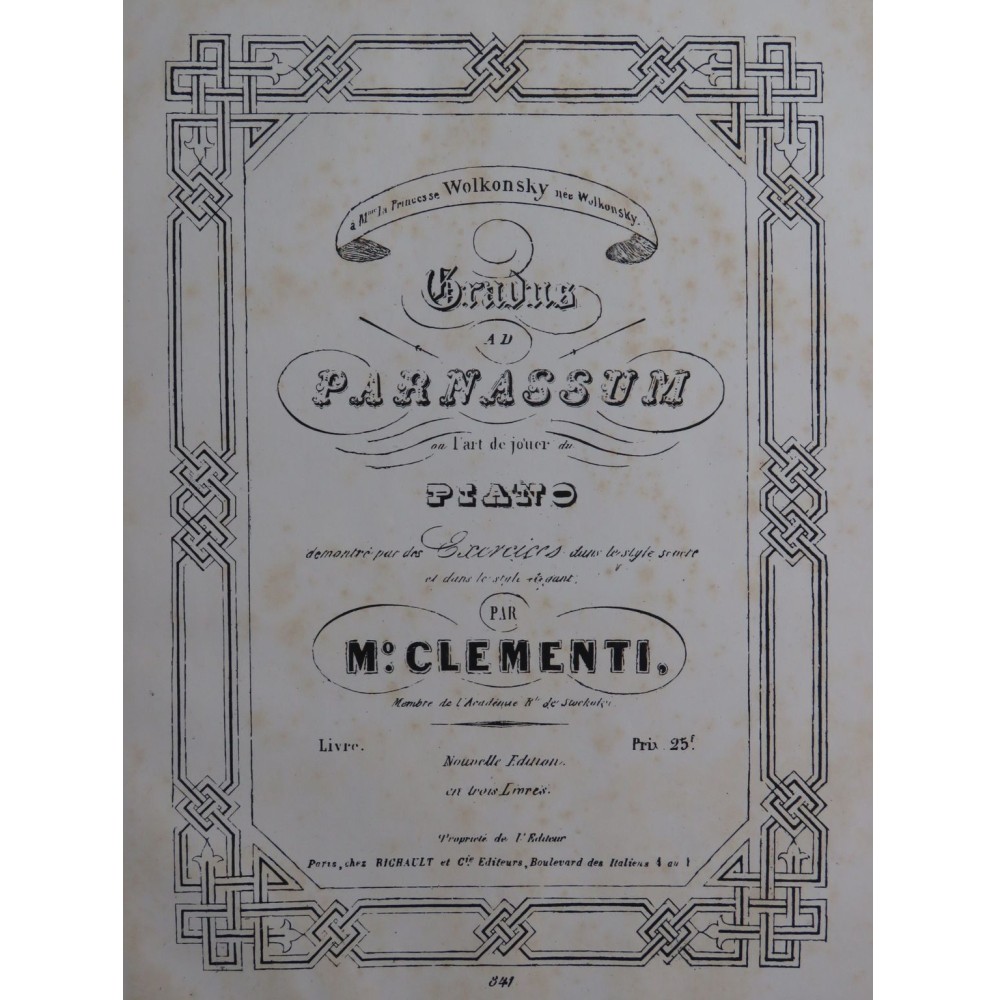 à Mme la Princesse Wolkonsky née Wolkonsky.
Gradus
AD
PARNASSUM
ou l'art de jouer du
PIANO
demontré par des Exercices dans le style sévère
et dans le style élégant.
PAR
Mo. CLEMENTI,
Membre de l'Académie Rle de Stockolm
Livre. Prix 25f.
Nouvelle Edition.
en trois Livres.
Propriété de l'Editeur
Paris, chez RICHAULT et Cie Editeurs, Boulevard des Italiens 4 au 1
841